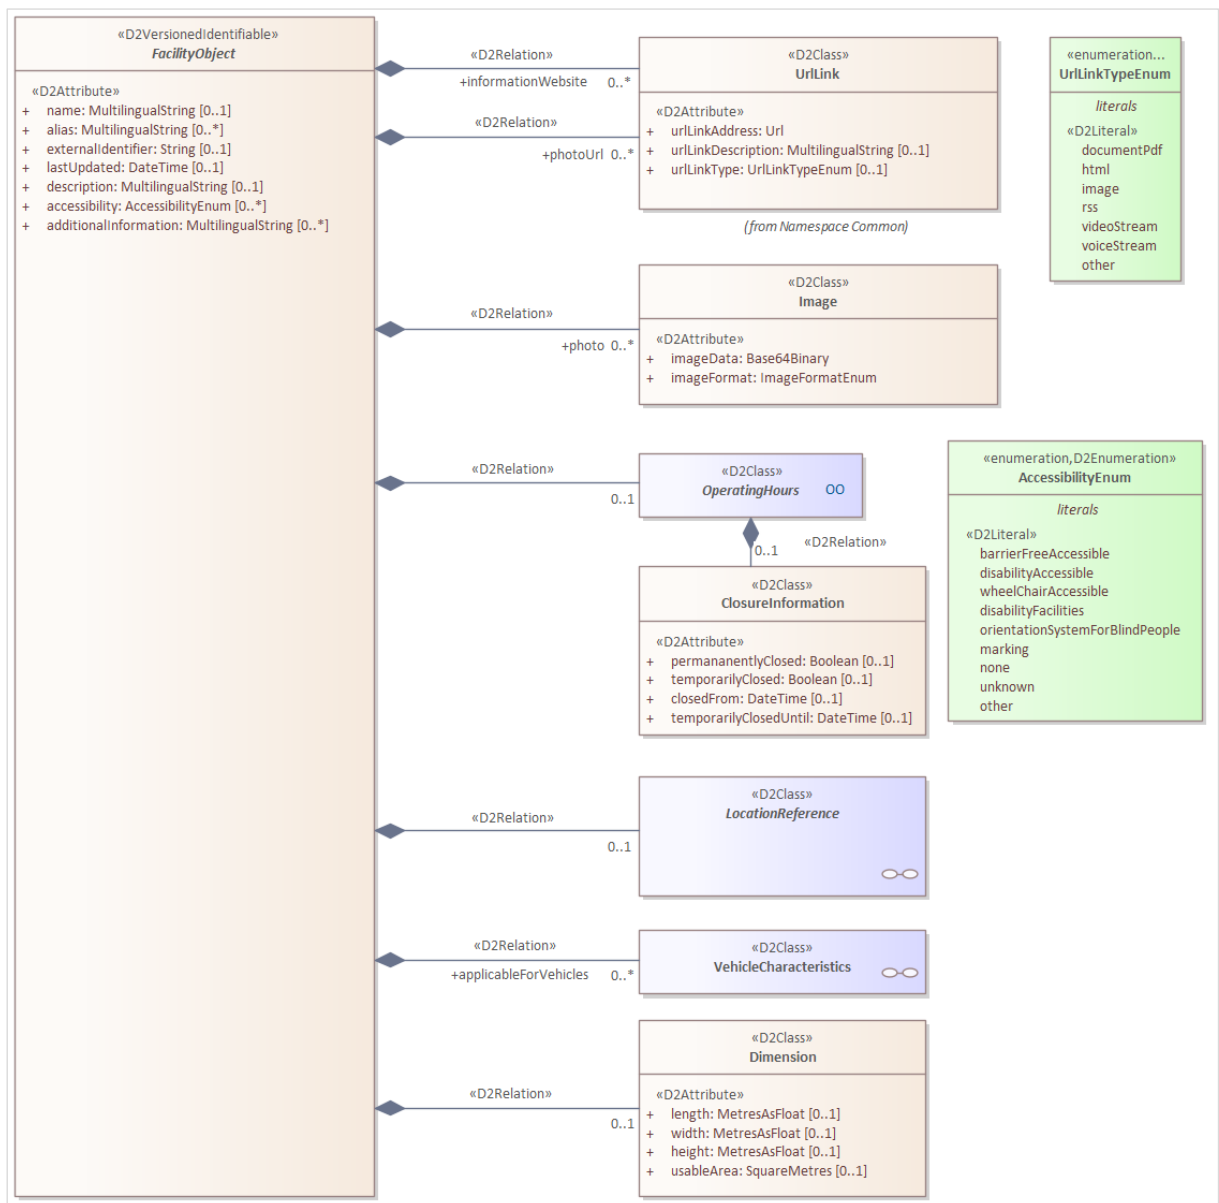 «D2VersionedIdentifiable»
FacilityObject
«D2Attribute»
+ name: MultilingualString [0..1]
+ alias: MultilingualString [0..*]
+ externalIdentifier: String [0..1]
+ lastUpdated: DateTime [0..1]
+ description: MultilingualString [0..1]
+ accessibility: AccessibilityEnum [0..*]
+ additionalInformation: MultilingualString [0..*]
«D2Relation»
+informationWebsite 0..*
«D2Relation»
+photoUrl 0..*
«D2Class»
UrlLink
«D2Attribute»
+ urlLinkAddress: Url
+ urlLinkDescription: MultilingualString [0..1]
+ urlLinkType: UrlLinkTypeEnum [0..1]
(from Namespace Common)
«enumeration...
UrlLinkTypeEnum
literals
«D2Literal»
documentPdf
html
image
rss
videoStream
voiceStream
other
«D2Relation»
+photo 0..*
«D2Class»
Image
«D2Attribute»
+ imageData: Base64Binary
+ imageFormat: ImageFormatEnum
«D2Relation»
0..1
«D2Class»
OperatingHours
0..1
«D2Relation»
«D2Class»
ClosureInformation
«D2Attribute»
+ permananentlyClosed: Boolean [0..1]
+ temporarilyClosed: Boolean [0..1]
+ closedFrom: DateTime [0..1]
+ temporarilyClosedUntil: DateTime [0..1]
«enumeration,D2Enumeration»
AccessibilityEnum
literals
«D2Literal»
barrierFreeAccessible
disabilityAccessible
wheelChairAccessible
disabilityFacilities
orientationSystemForBlindPeople
marking
none
unknown
other
«D2Relation»
0..1
«D2Class»
LocationReference
«D2Relation»
+applicableForVehicles 0..*
«D2Class»
VehicleCharacteristics
«D2Relation»
0..1
«D2Class»
Dimension
«D2Attribute»
+ length: MetresAsFloat [0..1]
+ width: MetresAsFloat [0..1]
+ height: MetresAsFloat [0..1]
+ usableArea: SquareMetres [0..1]